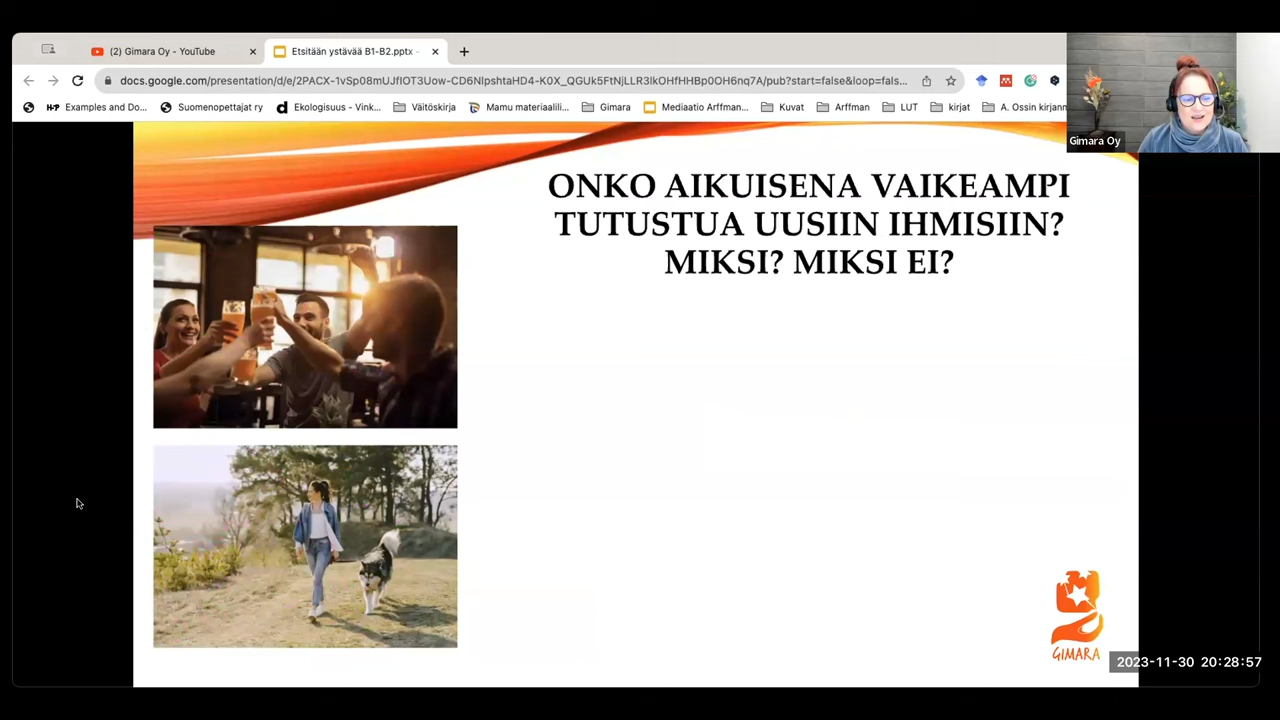 (2) Gimara Oy - YouTube
Etsitään ystävää B1-B2.pptx -
docs.google.com/presentation/d/e/2PACX-1vSp08mUJfIOT3Uow-CD6NlpshtaHD4-K0X_QGUk5FtNjLLR3lkOHfHHBp0OH6nq7A/pub?start=false&loop=fals...
Examples and Do...
Suomenopettajat ry
Ekologisuus - Vink...
Väitöskirja
Mamu materiaalil...
Gimara
Mediaatio Arffman...
Kuvat
Arffman
LUT
kirjat
A. Ossin kirjann
Gimara Oy
ONKO AIKUISENA VAIKEAMPI
TUTUSTUA UUSIIN IHMISIIN?
MIKSI? MIKSI EI?
GIMARA
2023-11-30 20:28:57